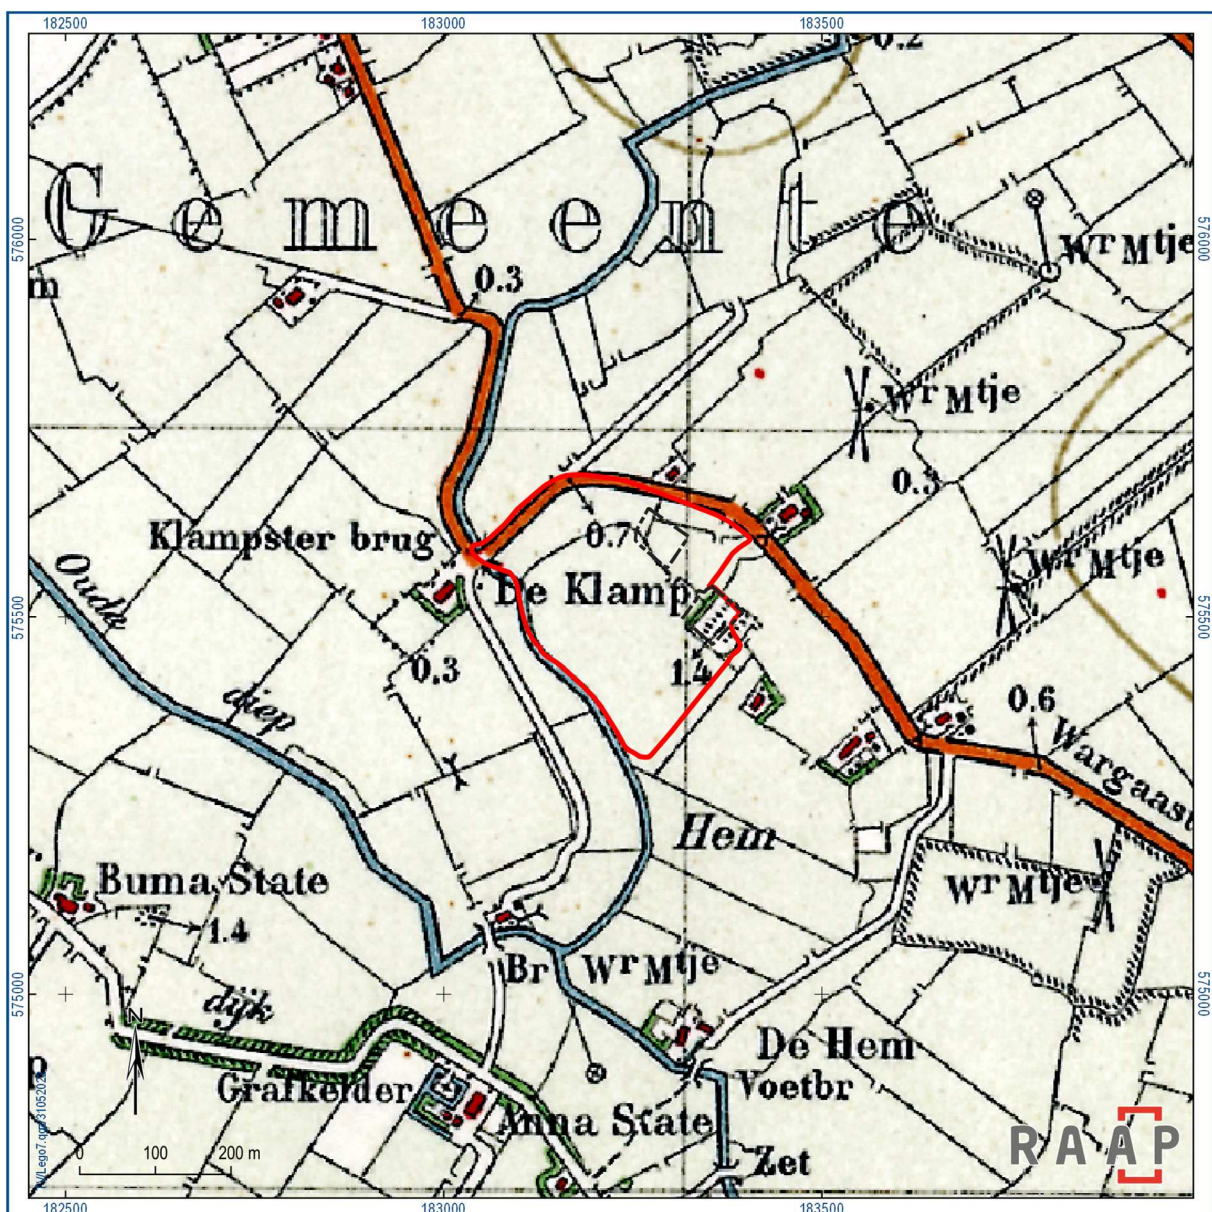 182500
183000
183500
0.2
Gemeente
576000
576000
Wr Mtje
m
0.3
Wr Mtje
0.3
Klampster brug
0.7
Wr Mtje
Oude
De Klamp
575500
575500
0.3
1.4
diep
0.6
Wargaast
Hem
Buma State
Wr Mtje
1.4
Br
Wr Mtje
575000
575000
dijk
N
De Hem
Grafkelder
Voetbr
Anna State
RAAP
0
100
200 m
Zet
182500
183000
183500